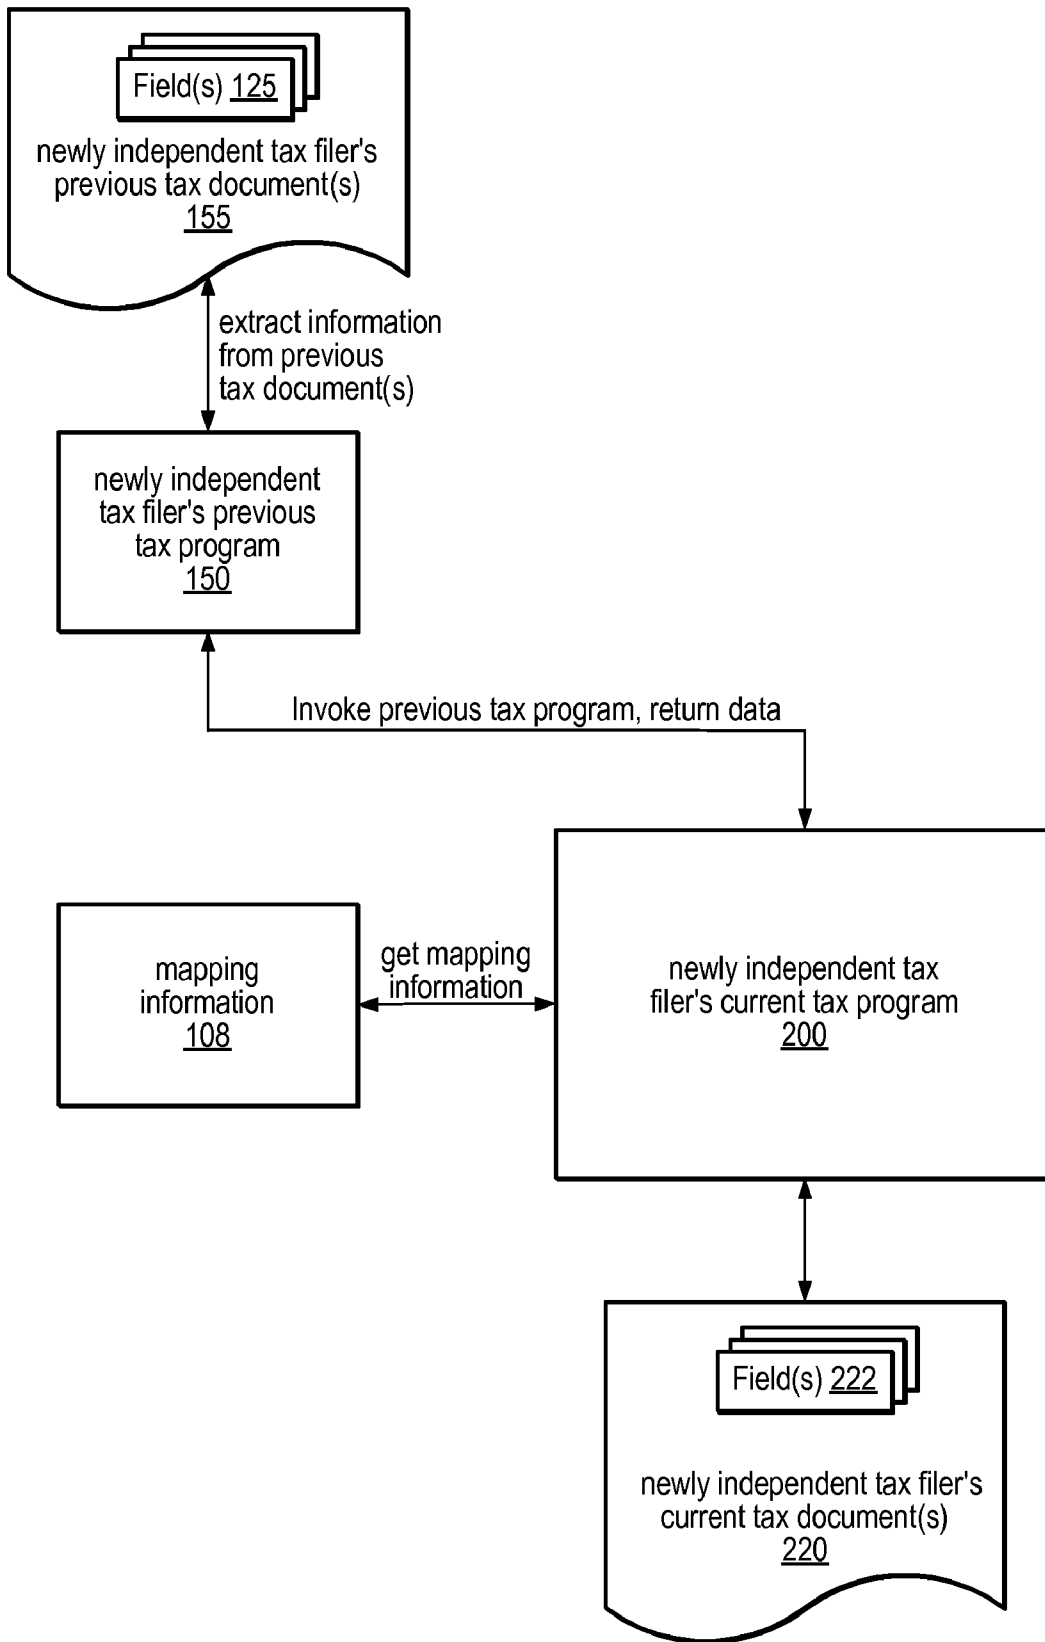 Field(s) 125
newly independent tax filer's
previous tax document(s)
155
extract information
from previous
tax document(s)
newly independent
tax filer's previous
tax program
150
Invoke previous tax program, return data
mapping
information
108
get mapping
information
newly independent tax
filer's current tax program
200
Field(s) 222
newly independent tax filer's
current tax document(s)
220